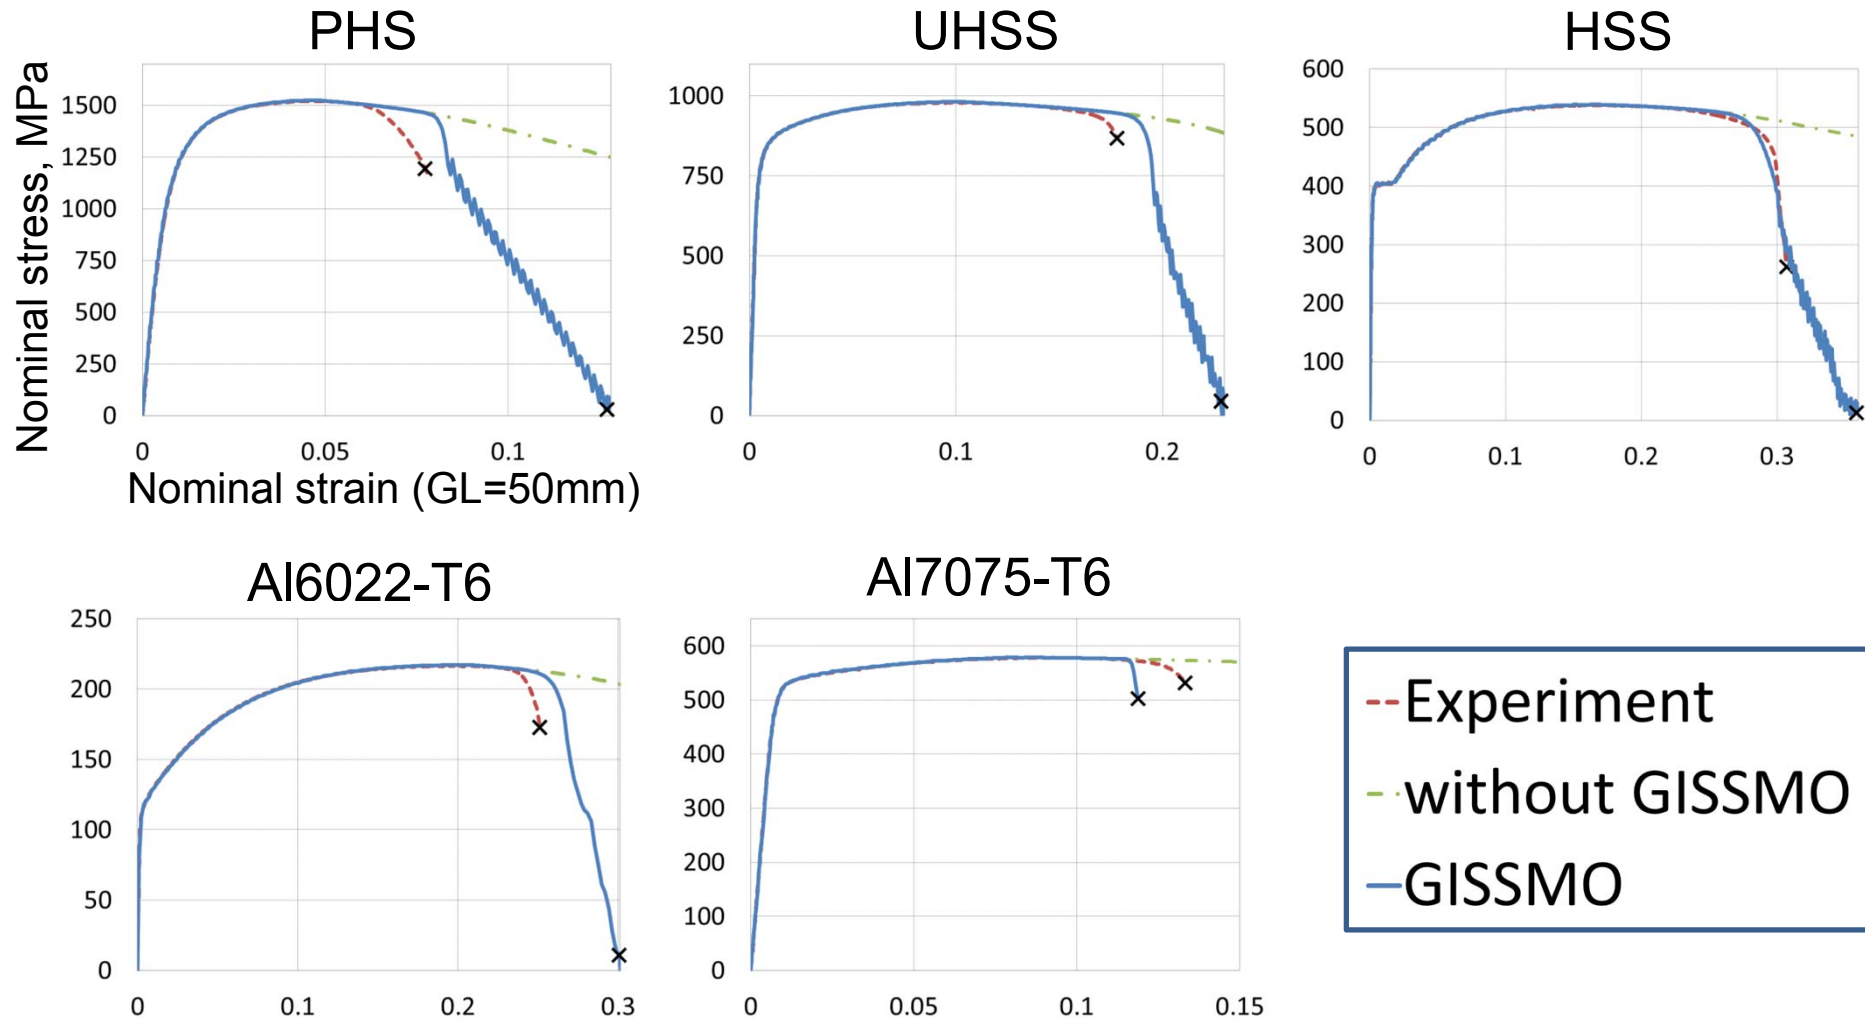 PHS
Nominal stress, MPa
1500
1250
1000
750
500
250
0
0 0.05 0.1
Nominal strain (GL=50mm)
UHSS
1000
750
500
250
0
0 0.1 0.2
HSS
600
500
400
300
200
100
0
0 0.1 0.2 0.3
Al6022-T6
250
200
150
100
50
0
0 0.1 0.2 0.3
Al7075-T6
600
500
400
300
200
100
0
0 0.05 0.1 0.15
Experiment
without GISSMO
GISSMO